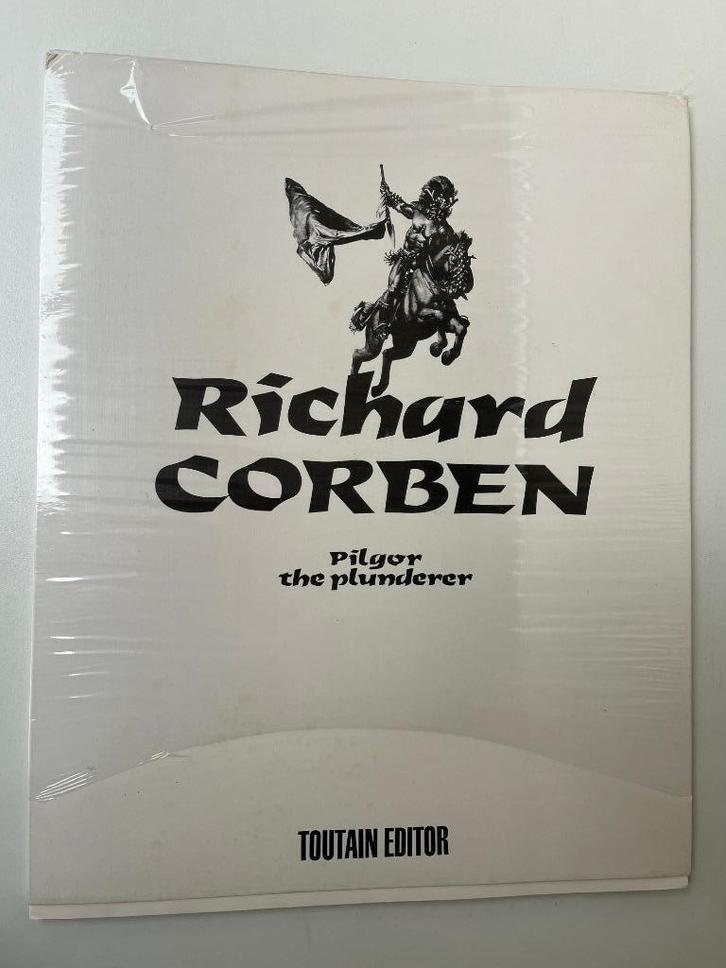 Richard
CORBEN
Pilgor
the plunderer
TOUTAIN EDITOR